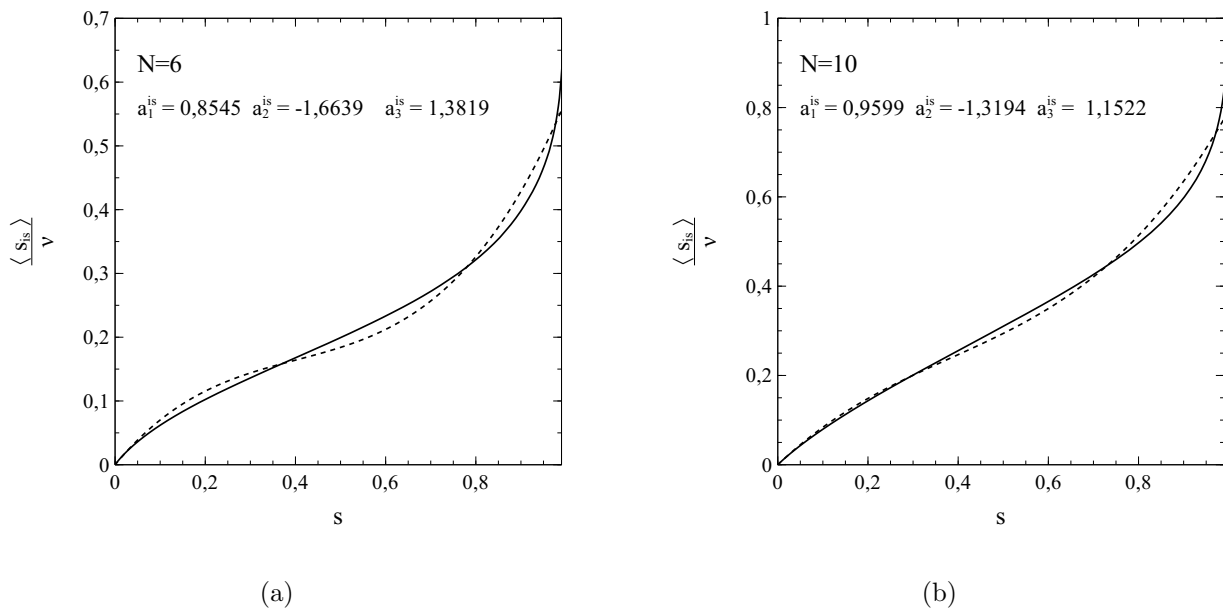 N=6
a₁ⁱˢ = 0,8545 a₂ⁱˢ = -1,6639 a₃ⁱˢ = 1,3819
0,7
0,6
0,5
0,4
0,3
0,2
0,1
0
⟨ sᵢₛ ⟩
ν
0 0,2 0,4 0,6 0,8
s
(a)
N=10
a₁ⁱˢ = 0,9599 a₂ⁱˢ = -1,3194 a₃ⁱˢ = 1,1522
1
0,8
0,6
0,4
0,2
0
⟨ sᵢₛ ⟩
ν
0 0,2 0,4 0,6 0,8
s
(b)